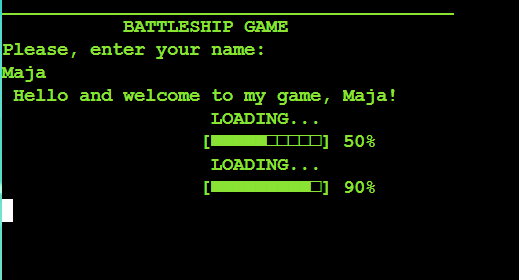 BATTLESHIP GAME
Please, enter your name:
Maja
Hello and welcome to my game, Maja!
LOADING...
[■■■■■□□□□□] 50%
LOADING...
[■■■■■■■■■□] 90%